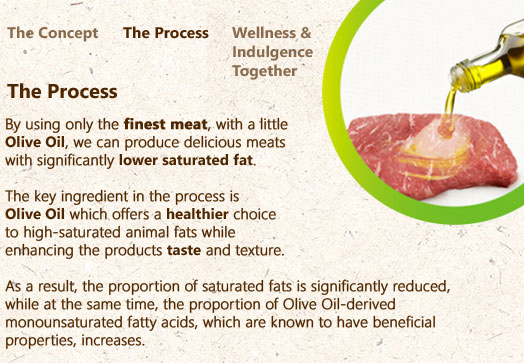 The Concept The Process Wellness &
Indulgence
Together
The Process
By using only the finest meat, with a little
Olive Oil, we can produce delicious meats
with significantly lower saturated fat.
The key ingredient in the process is
Olive Oil which offers a healthier choice
to high-saturated animal fats while
enhancing the products taste and texture.
As a result, the proportion of saturated fats is significantly reduced,
while at the same time, the proportion of Olive Oil-derived
monounsaturated fatty acids, which are known to have beneficial
properties, increases.